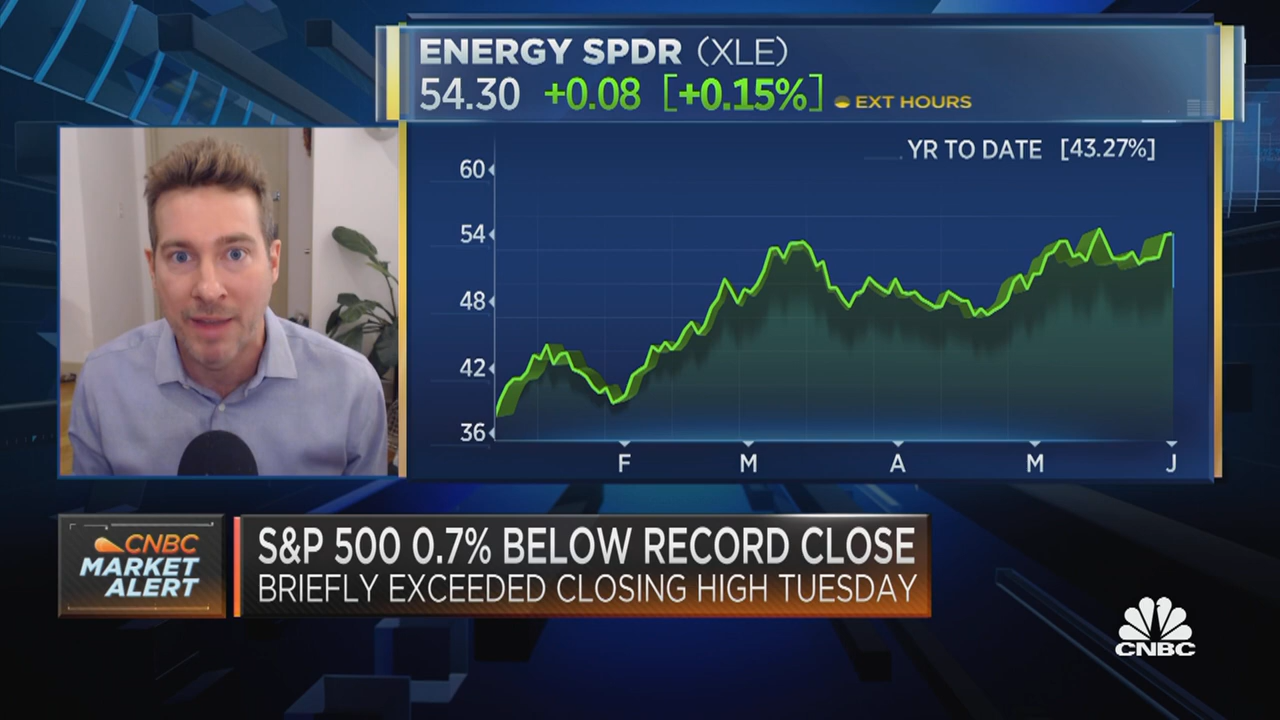 ENERGY SPDR (XLE)
54.30 +0.08 [+0.15%] EXT HOURS
YR TO DATE [43.27%]
60
54
48
42
36
F M A M J
CNBC
MARKET
ALERT
S&P 500 0.7% BELOW RECORD CLOSE
BRIEFLY EXCEEDED CLOSING HIGH TUESDAY
CNBC